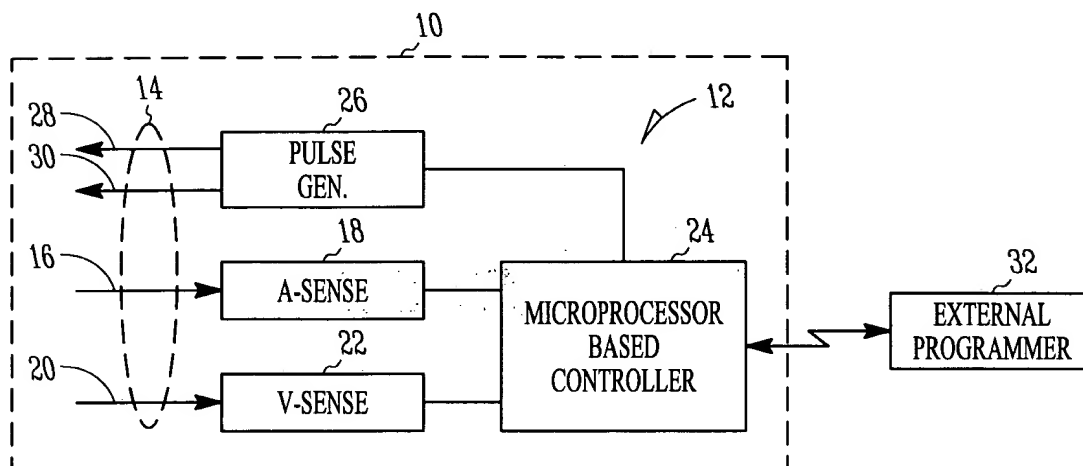 10
14
12
28
26
PULSE
GEN.
30
16
18
A-SENSE
24
MICROPROCESSOR
BASED
CONTROLLER
32
EXTERNAL
PROGRAMMER
20
22
V-SENSE